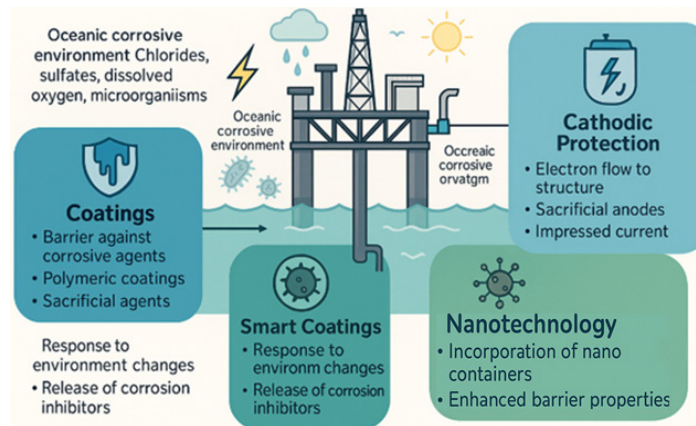 Oceanic corrosive
environment Chlorides,
sulfates, dissolved
oxygen, microorganiisms
Oceanic
corrosive
environment
Occreaic
corrosive
orvatgm
Cathodic
Protection
• Electron flow to
structure
• Sacrificial anodes
• Impressed current
Coatings
• Barrier against
corrosive agents
• Polymeric coatings
• Sacrificial agents
Response to
environment changes
• Release of corrosion
inhibitors
Smart Coatings
• Response to
environm changes
• Release of corrosion
inhibitors
Nanotechnology
• Incorporation of nano
containers
• Enhanced barrier properties